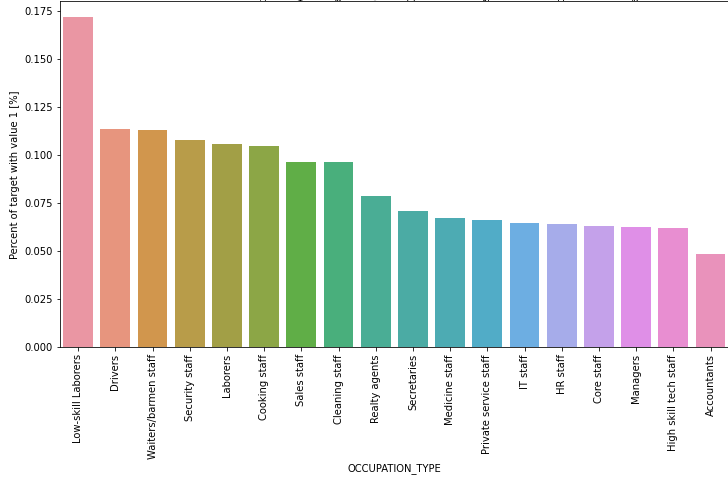 0.175
0.150
0.125
0.100
0.075
0.050
0.025
0.000
Percent of target with value 1 [%]
Low-skill Laborers
Drivers
Waiters/barmen staff
Security staff
Laborers
Cooking staff
Sales staff
Cleaning staff
Realty agents
Secretaries
Medicine staff
Private service staff
IT staff
HR staff
Core staff
Managers
High skill tech staff
Accountants
OCCUPATION_TYPE